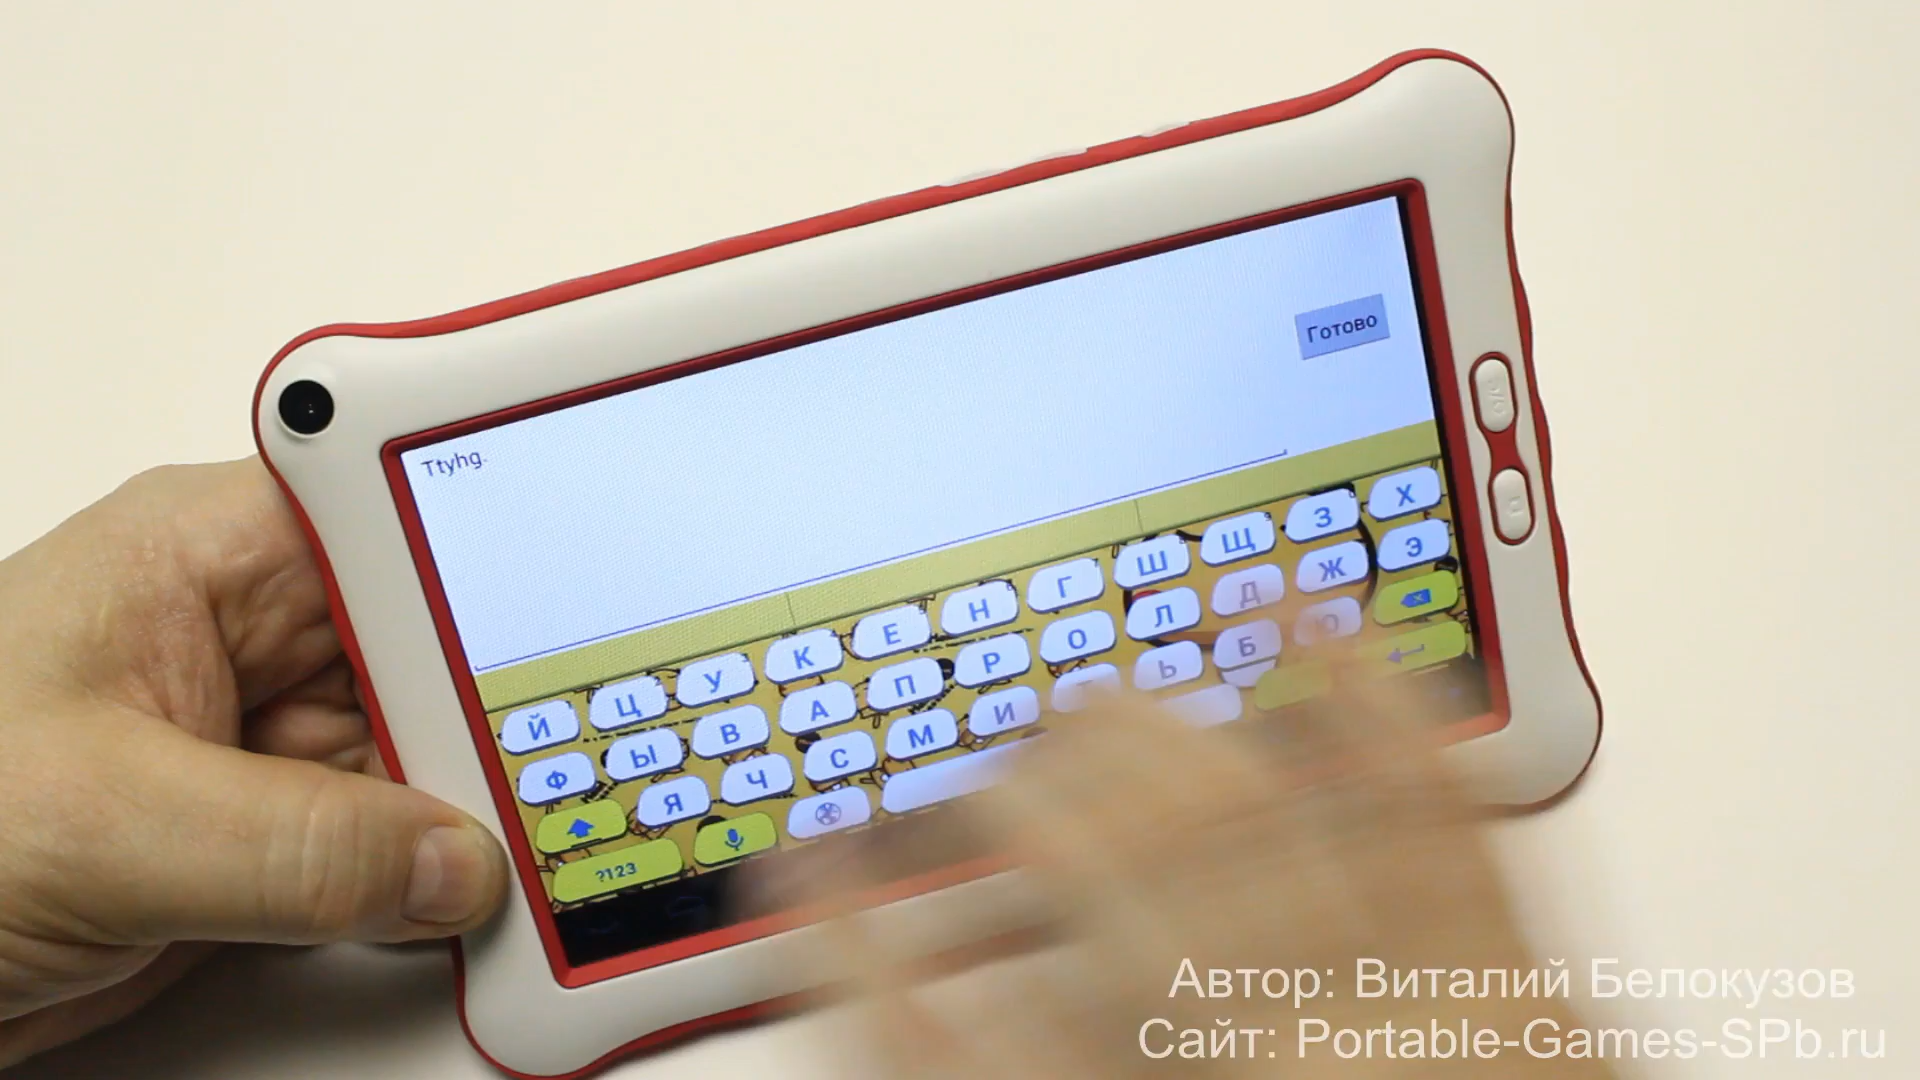 Готово
Ttyhg.
Й Ц У К Е Н Г Ш Щ З Х
Ф Ы В А П Р О Л Д Ж Э
Я Ч С М И Ь Б Ю
?123
Автор: Виталий Белокузов
Сайт: Portable-Games-SPb.ru